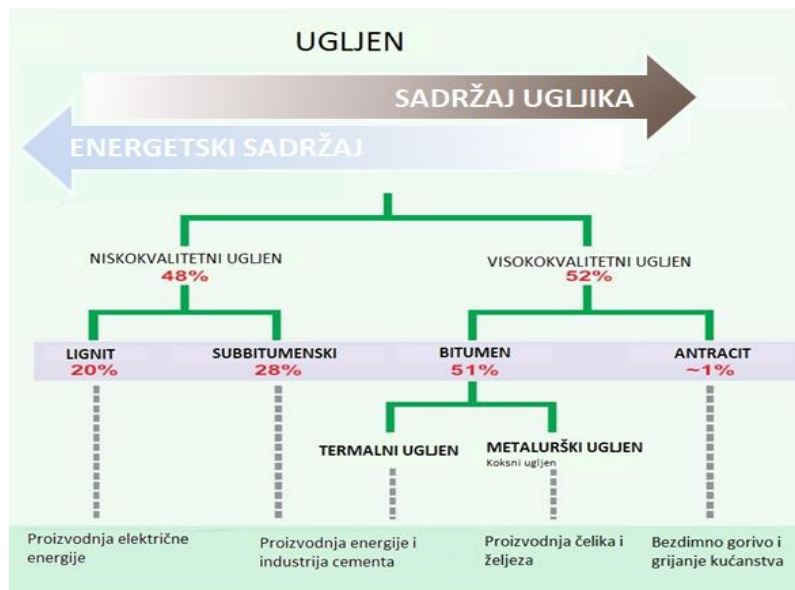 UGLJEN
SADRŽAJ UGLJIKA
ENERGETSKI SADRŽAJ
NISKOKVALITETNI UGLJEN
48%
VISOKOKVALITETNI UGLJEN
52%
LIGNIT
20%
SUBBITUMENSKI
28%
BITUMEN
51%
ANTRACIT
~1%
TERMALNI UGLJEN
METALURŠKI UGLJEN
Koksni ugljen
Proizvodnja električne
energije
Proizvodnja energije i
industrija cementa
Proizvodnja čelika i
željeza
Bezdimno gorivo i
grijanje kućanstva